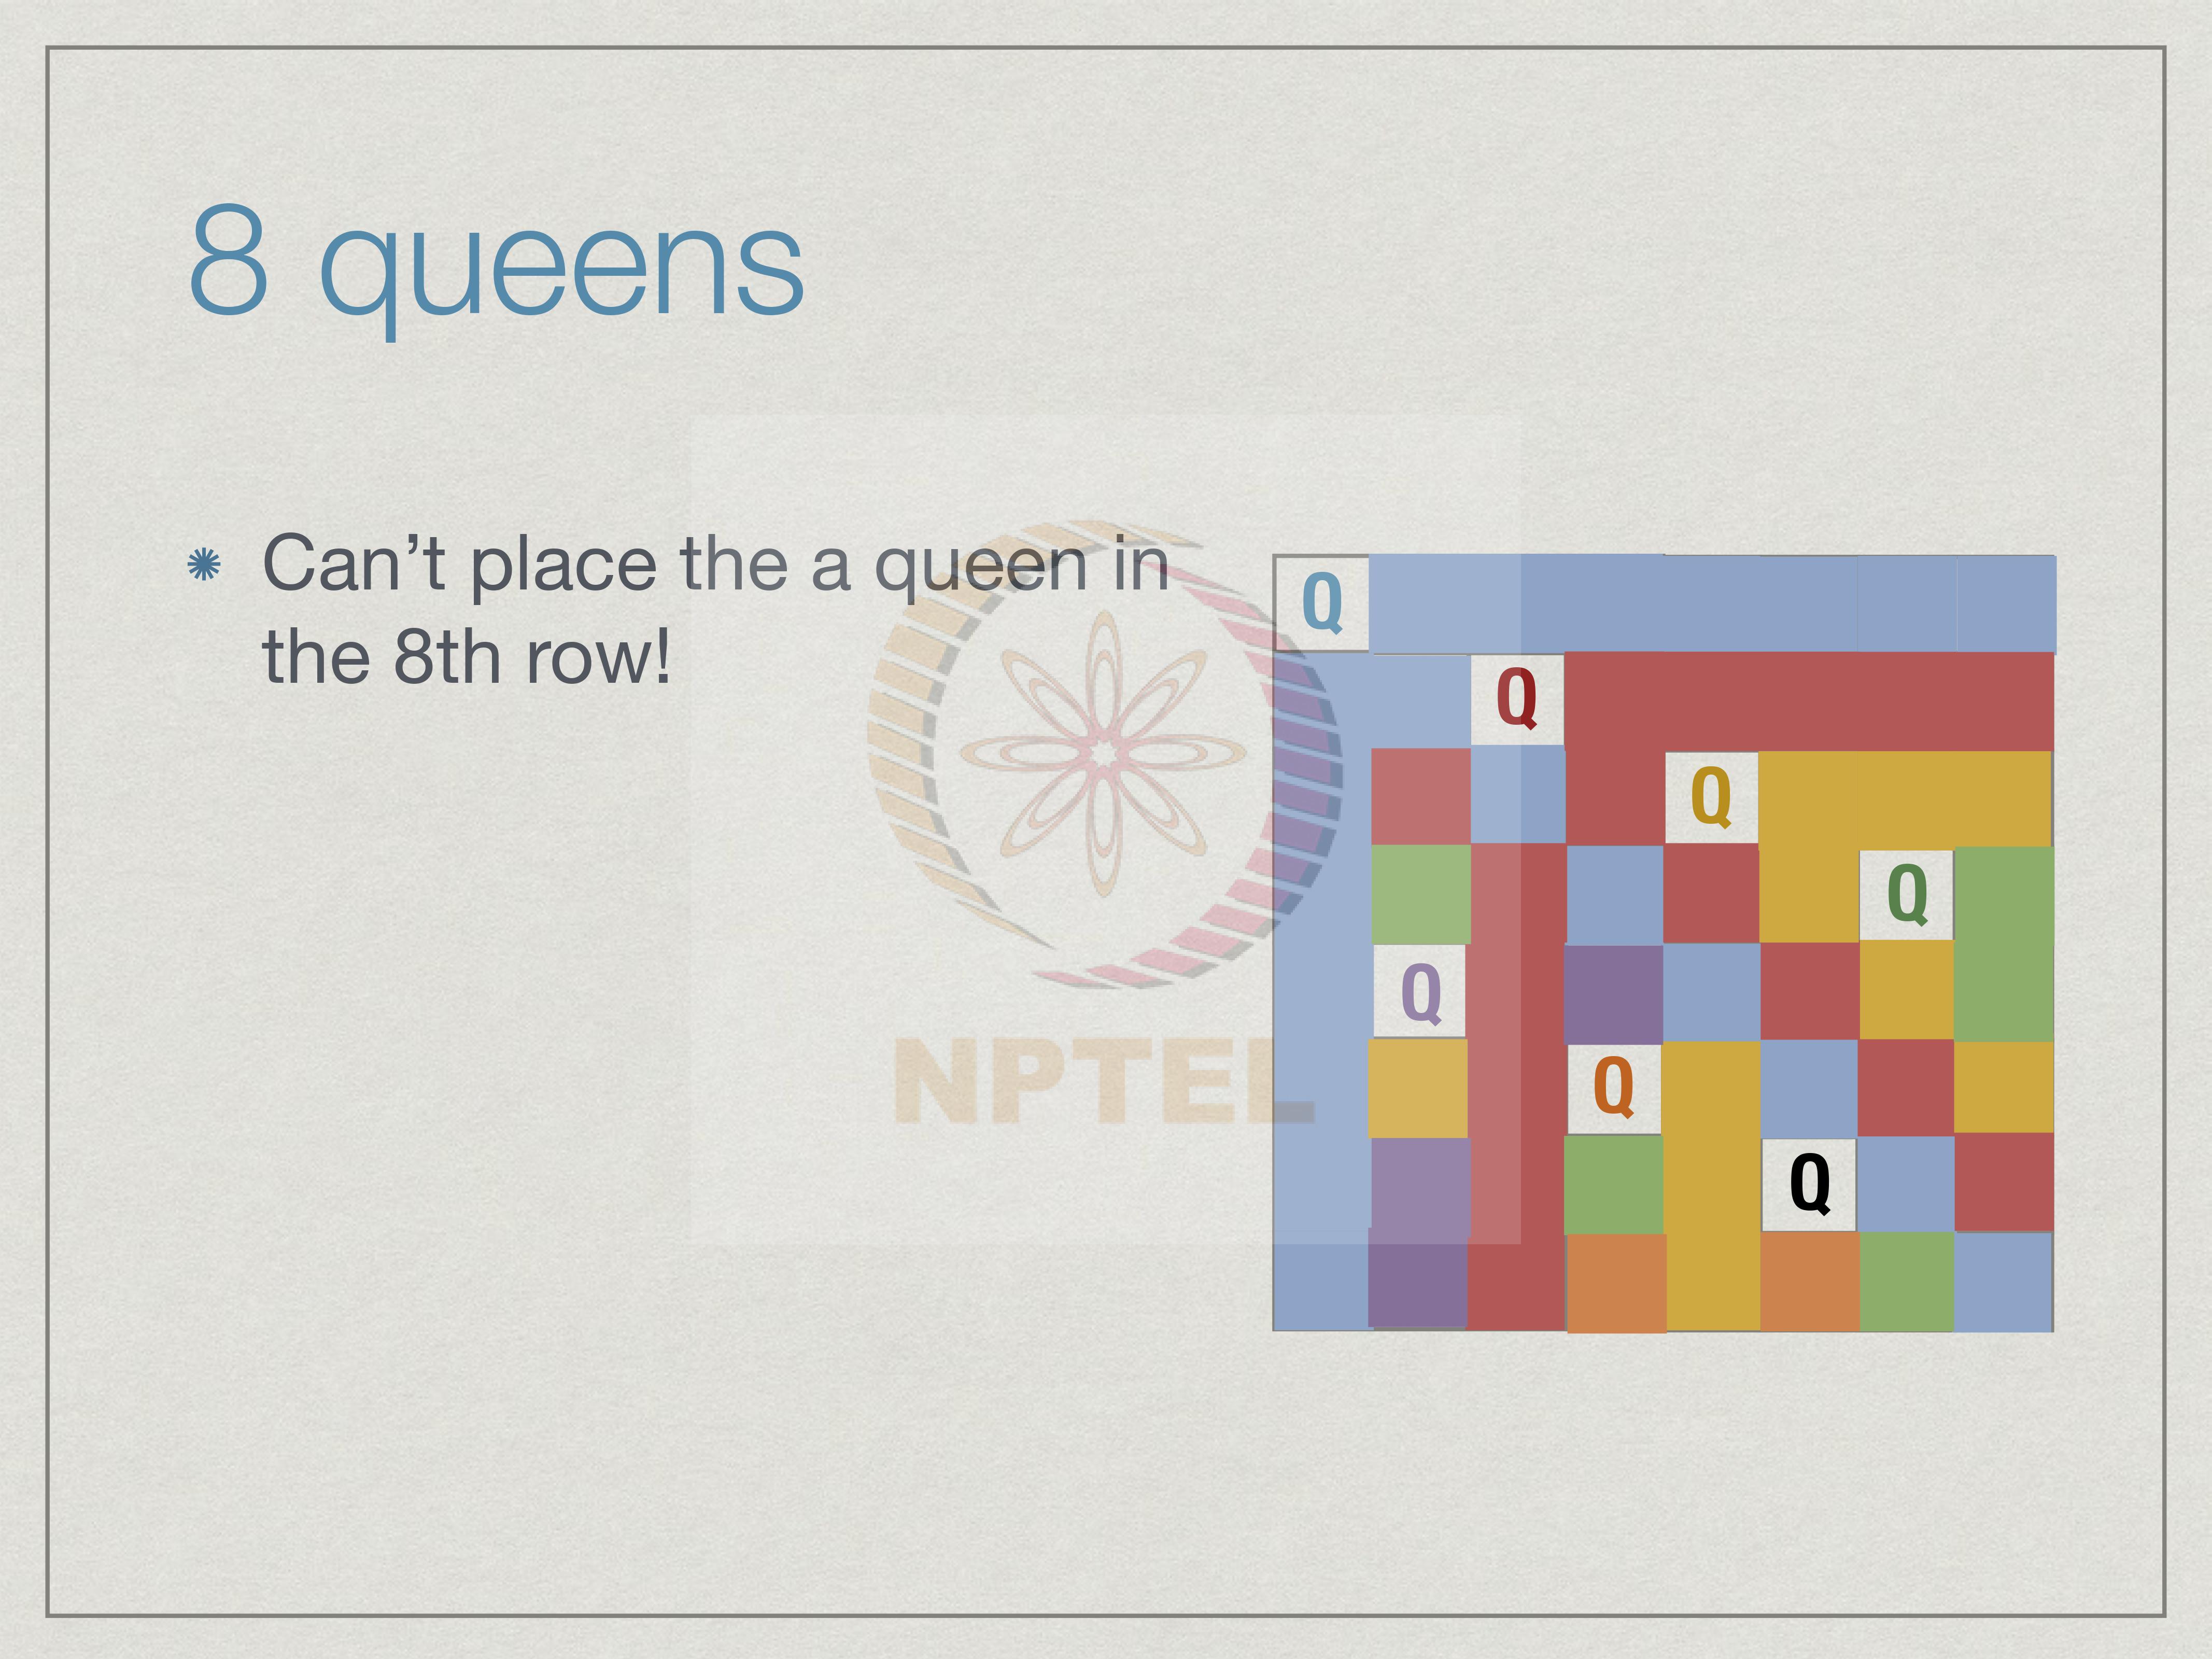 8 queens
Can’t place the a queen in
the 8th row!
Q
Q
Q
Q
Q
Q
Q
NPTEL